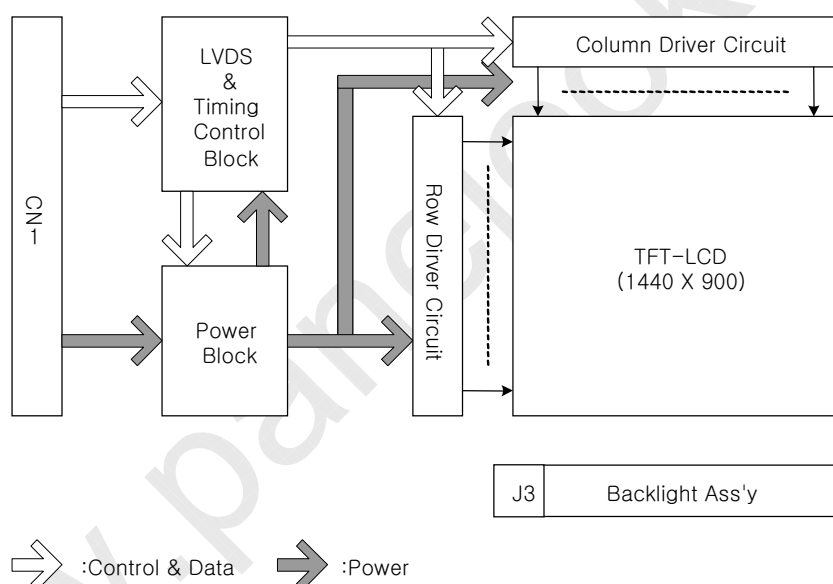 LVDS
&
Timing
Control
Block
Column Driver Circuit
CN1
Row Dirver Circuit
TFT-LCD
(1440 X 900)
Power
Block
J3
Backlight Ass'y
:Control & Data
:Power